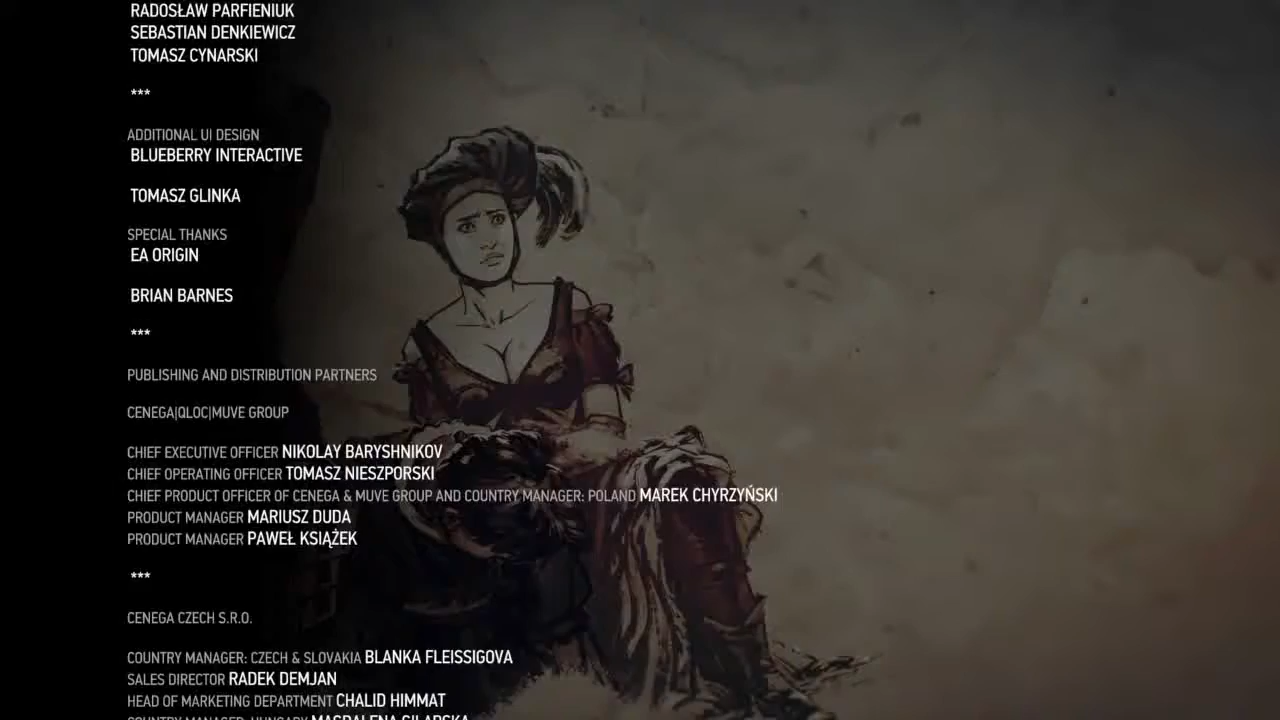 RADOSŁAW PARFIENIUK
SEBASTIAN DENKIEWICZ
TOMASZ CYNARSKI
***
ADDITIONAL UI DESIGN
BLUEBERRY INTERACTIVE
TOMASZ GLINKA
SPECIAL THANKS
EA ORIGIN
BRIAN BARNES
***
PUBLISHING AND DISTRIBUTION PARTNERS
CENEGA|QLOC|MUVE GROUP
CHIEF EXECUTIVE OFFICER NIKOLAY BARYSHNIKOV
CHIEF OPERATING OFFICER TOMASZ NIESZPORSKI
CHIEF PRODUCT OFFICER OF CENEGA & MUVE GROUP AND COUNTRY MANAGER: POLAND MAREK CHYRZYŃSKI
PRODUCT MANAGER MARIUSZ DUDA
PRODUCT MANAGER PAWEŁ KSIĄŻEK
***
CENEGA CZECH S.R.O.
COUNTRY MANAGER: CZECH & SLOVAKIA BLANKA FLEISSIGOVA
SALES DIRECTOR RADEK DEMJAN
HEAD OF MARKETING DEPARTMENT CHALID HIMMAT
COUNTRY MANAGER: HUNGARY MAGDALENA